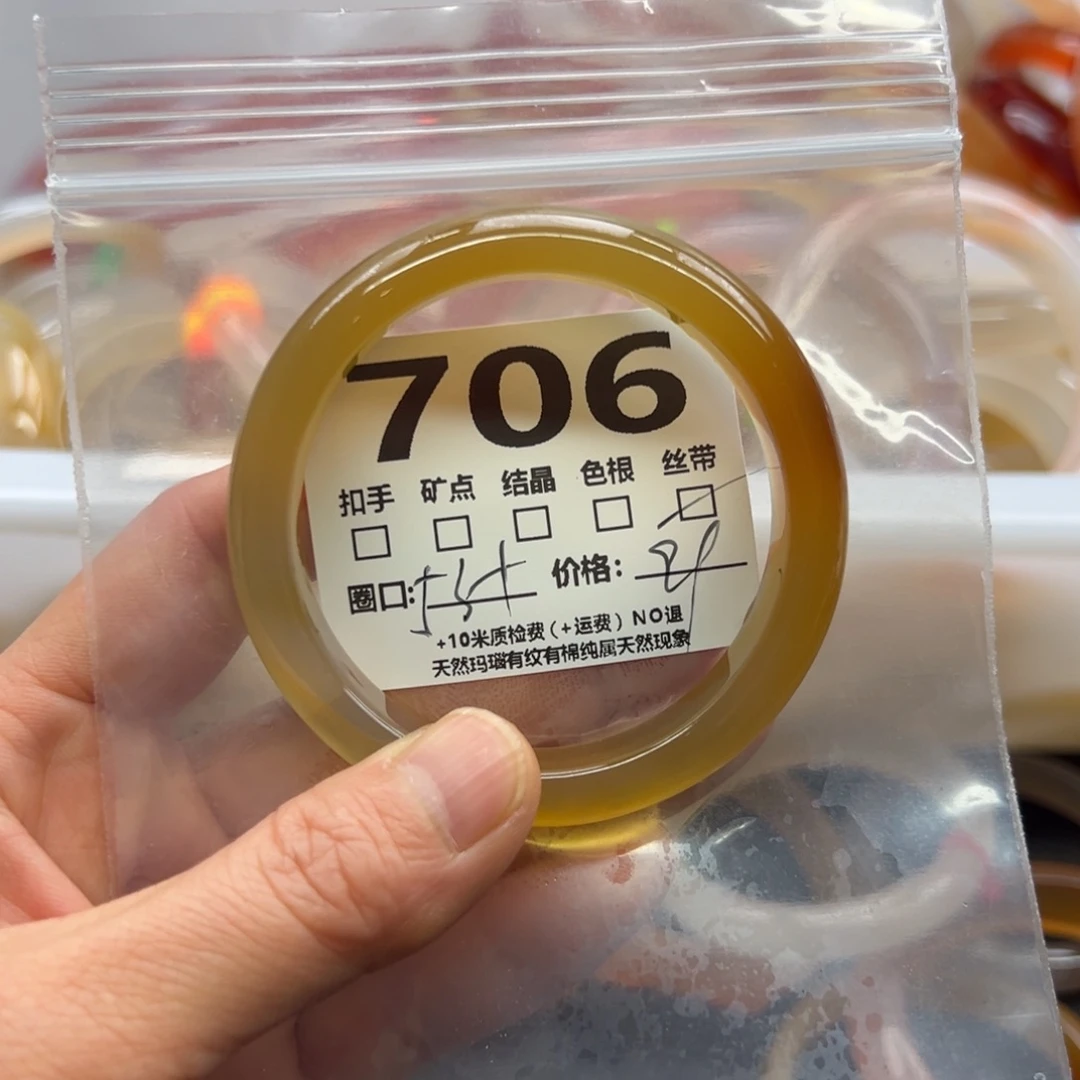 706
扣手 矿点 结晶 色根 丝带
圈口: 价格:
+10米质检费(+运费)NO退
天然玛瑙有纹有棉纯属天然现象